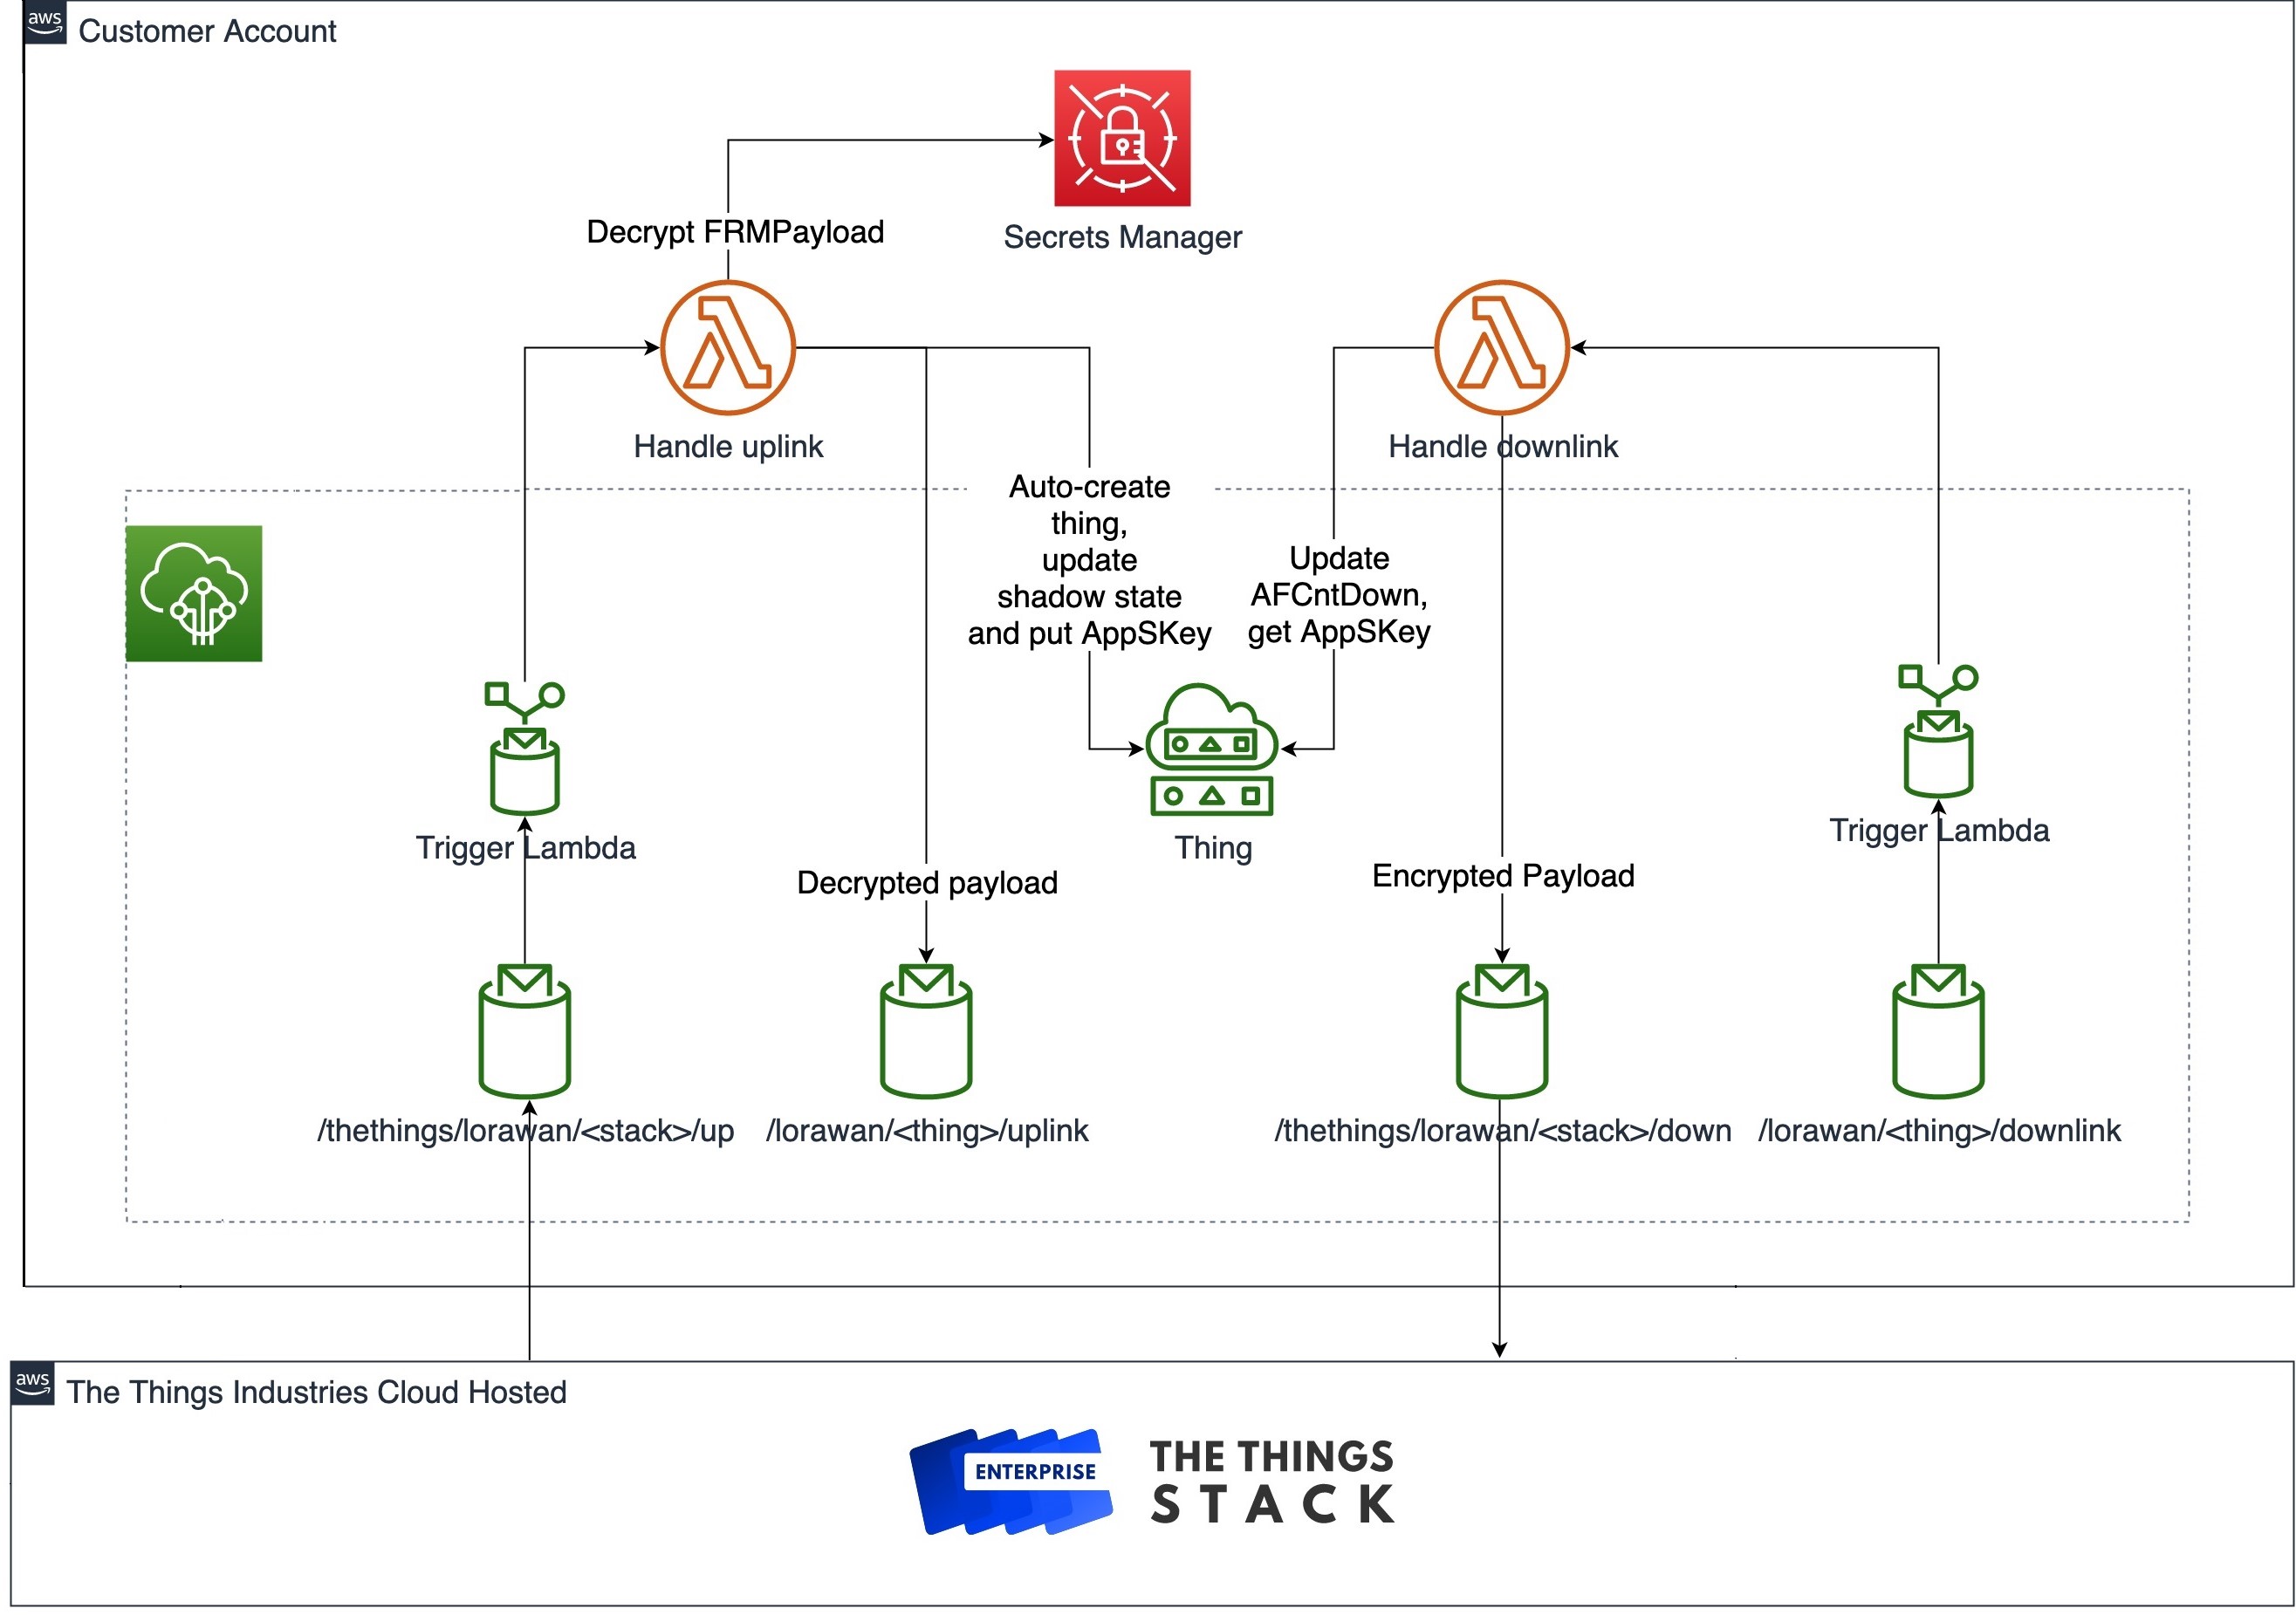 aws
Customer Account
Secrets Manager
Decrypt FRMPayload
Handle uplink
Handle downlink
Auto-create
thing,
update
shadow state
and put AppSKey
Update
AFCntDown,
get AppSKey
Trigger Lambda
Thing
Trigger Lambda
Decrypted payload
Encrypted Payload
/thethings/lorawan/<stack>/up
/lorawan/<thing>/uplink
/thethings/lorawan/<stack>/down
/lorawan/<thing>/downlink
aws
The Things Industries Cloud Hosted
ENTERPRISE
THE THINGS
STACK